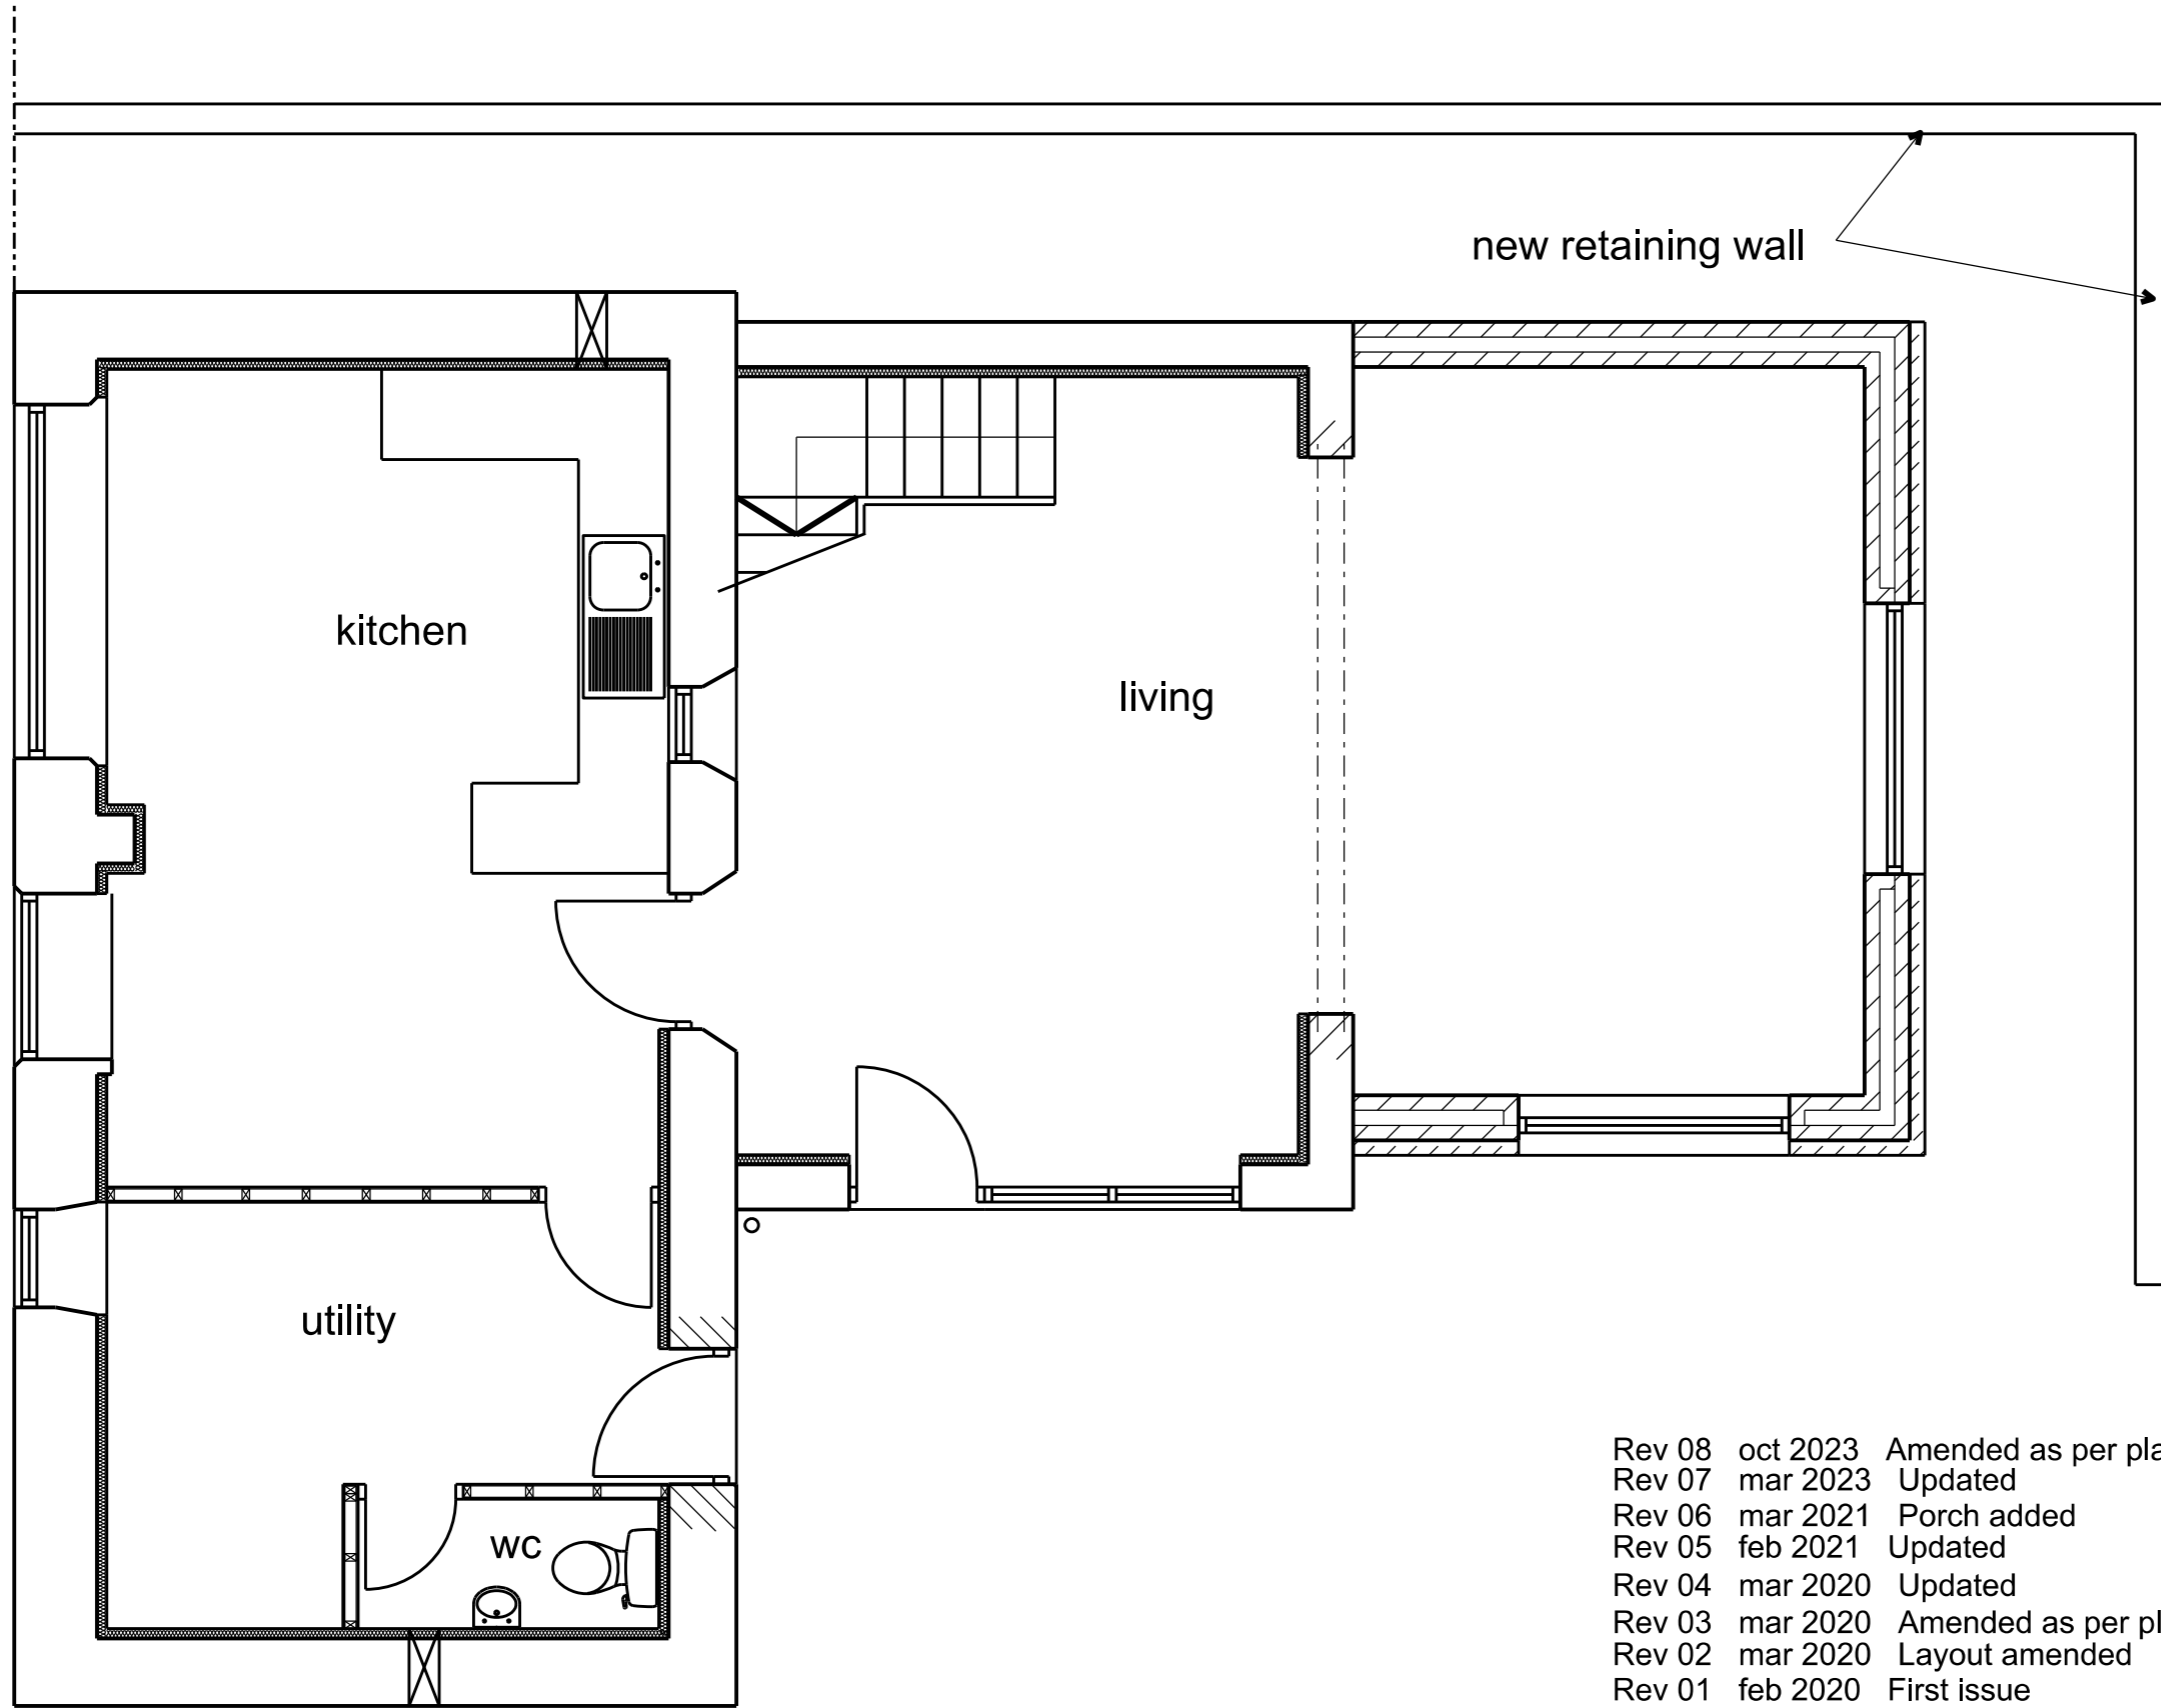 new retaining wall
kitchen
living
utility
wc
Rev 08 oct 2023 Amended as per
Rev 07 mar 2023 Updated
Rev 06 mar 2021 Porch added
Rev 05 feb 2021 Updated
Rev 04 mar 2020 Updated
Rev 03 mar 2020 Amended as per
Rev 02 mar 2020 Layout amended
Rev 01 feb 2020 First issue